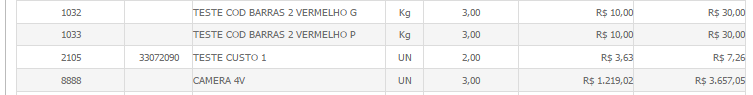 1032 TESTE COD BARRAS 2 VERMELHO G Kg 3,00 R$ 10,00 R$ 30,00
1033 TESTE COD BARRAS 2 VERMELHO P Kg 3,00 R$ 10,00 R$ 30,00
2105 33072090 TESTE CUSTO 1 UN 2,00 R$ 3,63 R$ 7,26
8888 CAMERA 4V UN 3,00 R$ 1.219,02 R$ 3.657,05